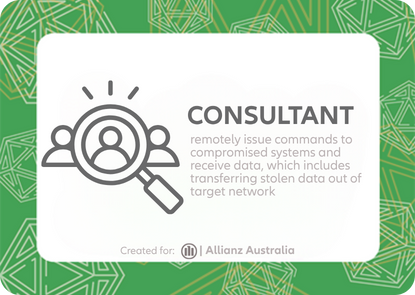 CONSULTANT
remotely issue commands to
compromised systems and
receive data, which includes
transferring stolen data out of
target network
Created for: | Allianz Australia